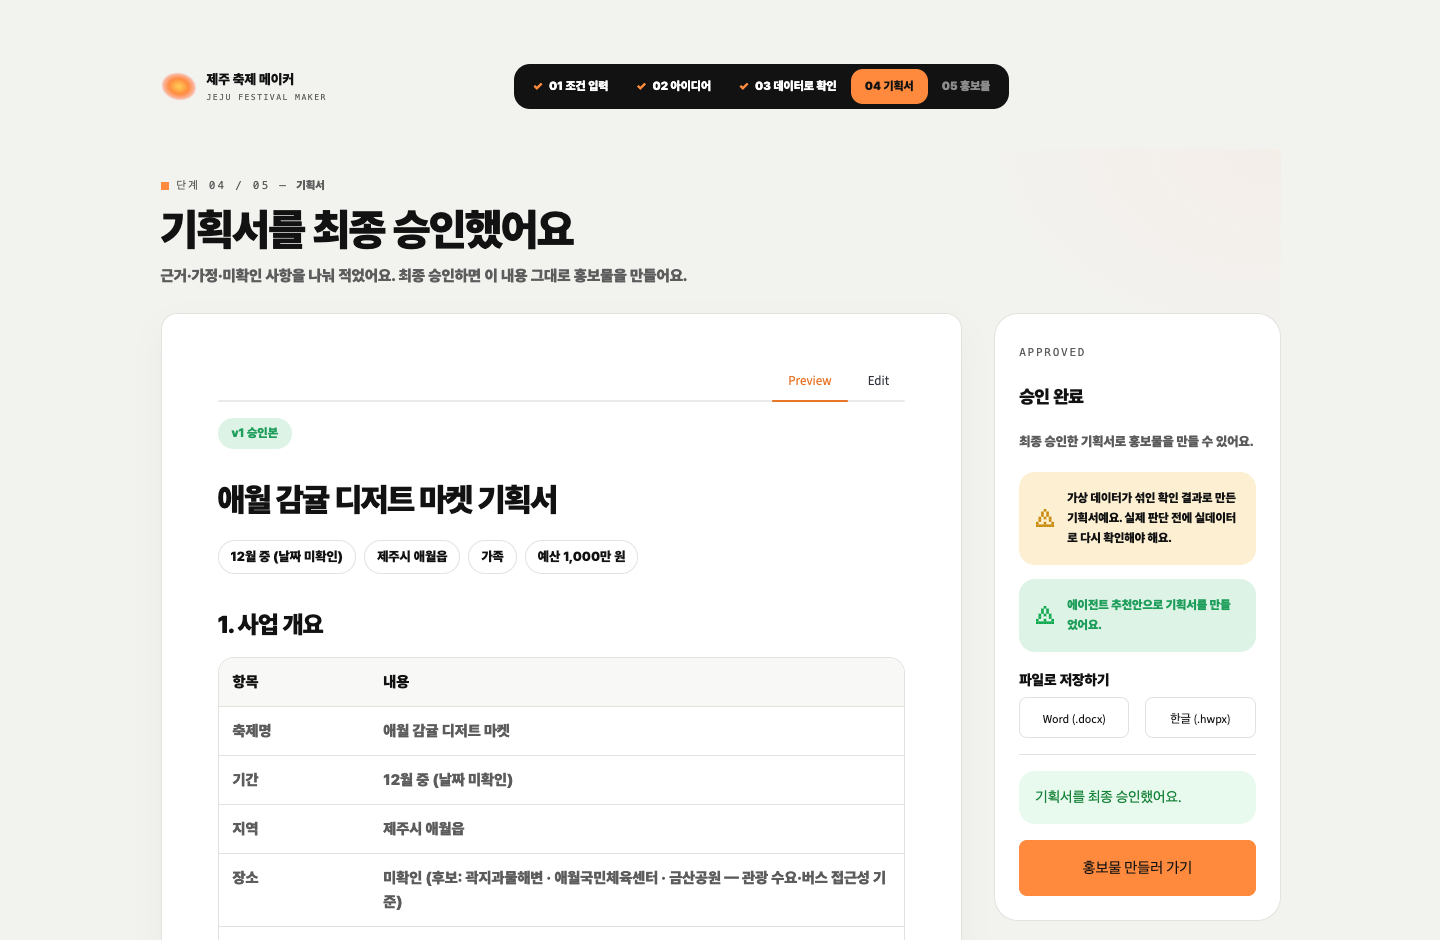 제주 축제 메이커
JEJU FESTIVAL MAKER
01 조건 입력
02 아이디어
03 데이터로 확인
04 기획서
05 홍보물
단계 04 / 05 — 기획서
기획서를 최종 승인했어요
근거·가정·미확인 사항을 나눠 적었어요. 최종 승인하면 이 내용 그대로 홍보물을 만들어요.
Preview
Edit
v1 승인본
애월 감귤 디저트 마켓 기획서
12월 중 (날짜 미확인)
제주시 애월읍
가족
예산 1,000만 원
1. 사업 개요
항목 내용
축제명 애월 감귤 디저트 마켓
기간 12월 중 (날짜 미확인)
지역 제주시 애월읍
장소 미확인 (후보: 곽지과물해변 · 애월국민체육센터 · 금산공원 — 관광 수요·버스 접근성 기
준)
APPROVED
승인 완료
최종 승인한 기획서로 홍보물을 만들 수 있어요.
가상 데이터가 섞인 확인 결과로 만든
기획서예요. 실제 판단 전에 실데이터
로 다시 확인해야 해요.
에이전트 추천안으로 기획서를 만들
었어요.
파일로 저장하기
Word (.docx)
한글 (.hwpx)
기획서를 최종 승인했어요.
홍보물 만들러 가기